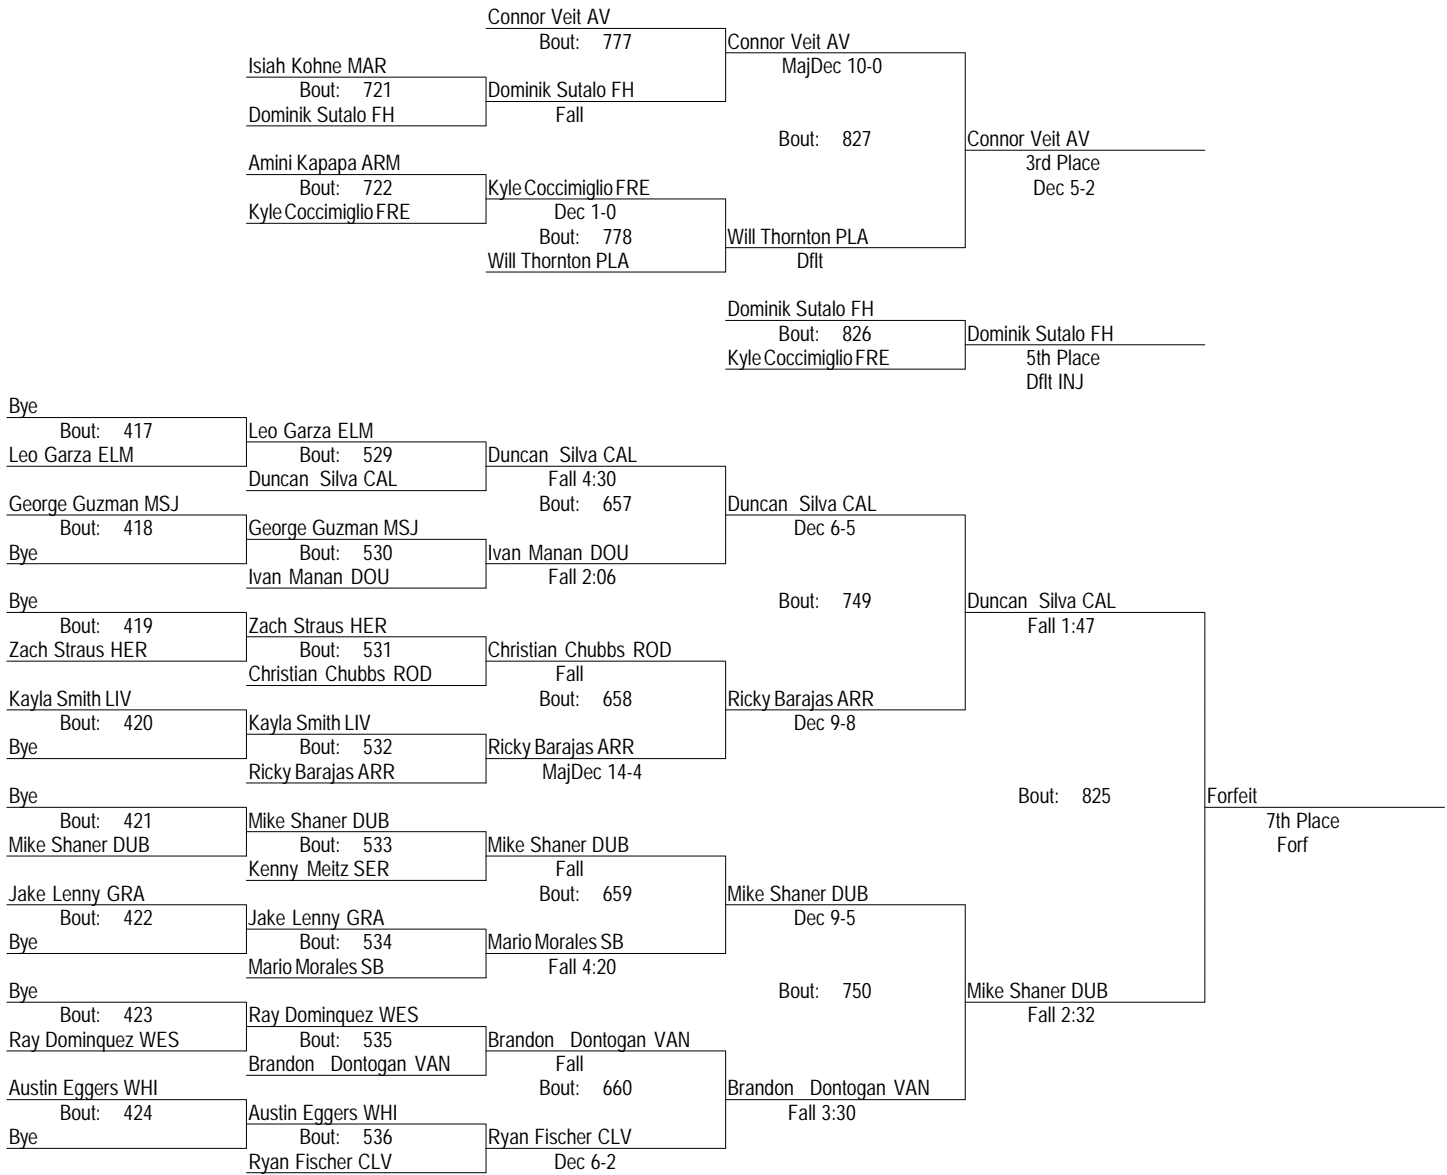 Connor Veit AV
Bout: 777
Connor Veit AV
Isiah Kohne MAR
MajDec 10-0
Bout: 721
Dominik Sutalo FH
Dominik Sutalo FH
Fall
Bout: 827
Connor Veit AV
Amini Kapapa ARM
3rd Place
Bout: 722
Kyle Coccimiglio FRE
Dec 5-2
Kyle Coccimiglio FRE
Dec 1-0
Bout: 778
Will Thornton PLA
Will Thornton PLA
Dflt
Dominik Sutalo FH
Bout: 826
Dominik Sutalo FH
Kyle Coccimiglio FRE
5th Place
Dflt INJ
Bye
Bout: 417
Leo Garza ELM
Leo Garza ELM
Bout: 529
Duncan Silva CAL
Duncan Silva CAL
Fall 4:30
George Guzman MSJ
Bout: 657
Duncan Silva CAL
Bout: 418
George Guzman MSJ
Dec 6-5
Bye
Bout: 530
Ivan Manan DOU
Ivan Manan DOU
Fall 2:06
Bye
Bout: 749
Duncan Silva CAL
Bout: 419
Zach Straus HER
Fall 1:47
Zach Straus HER
Bout: 531
Christian Chubbs ROD
Christian Chubbs ROD
Fall
Kayla Smith LIV
Bout: 658
Ricky Barajas ARR
Bout: 420
Kayla Smith LIV
Dec 9-8
Bye
Bout: 532
Ricky Barajas ARR
Ricky Barajas ARR
MajDec 14-4
Bye
Bout: 825
Forfeit
Bout: 421
Mike Shaner DUB
7th Place
Mike Shaner DUB
Bout: 533
Mike Shaner DUB
Forf
Kenny Meitz SER
Fall
Jake Lenny GRA
Bout: 659
Mike Shaner DUB
Bout: 422
Jake Lenny GRA
Dec 9-5
Bye
Bout: 534
Mario Morales SB
Mario Morales SB
Fall 4:20
Bye
Bout: 750
Mike Shaner DUB
Bout: 423
Ray Dominquez WES
Fall 2:32
Ray Dominquez WES
Bout: 535
Brandon Dontogan VAN
Brandon Dontogan VAN
Fall
Austin Eggers WHI
Bout: 660
Brandon Dontogan VAN
Bout: 424
Austin Eggers WHI
Fall 3:30
Bye
Bout: 536
Ryan Fischer CLV
Ryan Fischer CLV
Dec 6-2